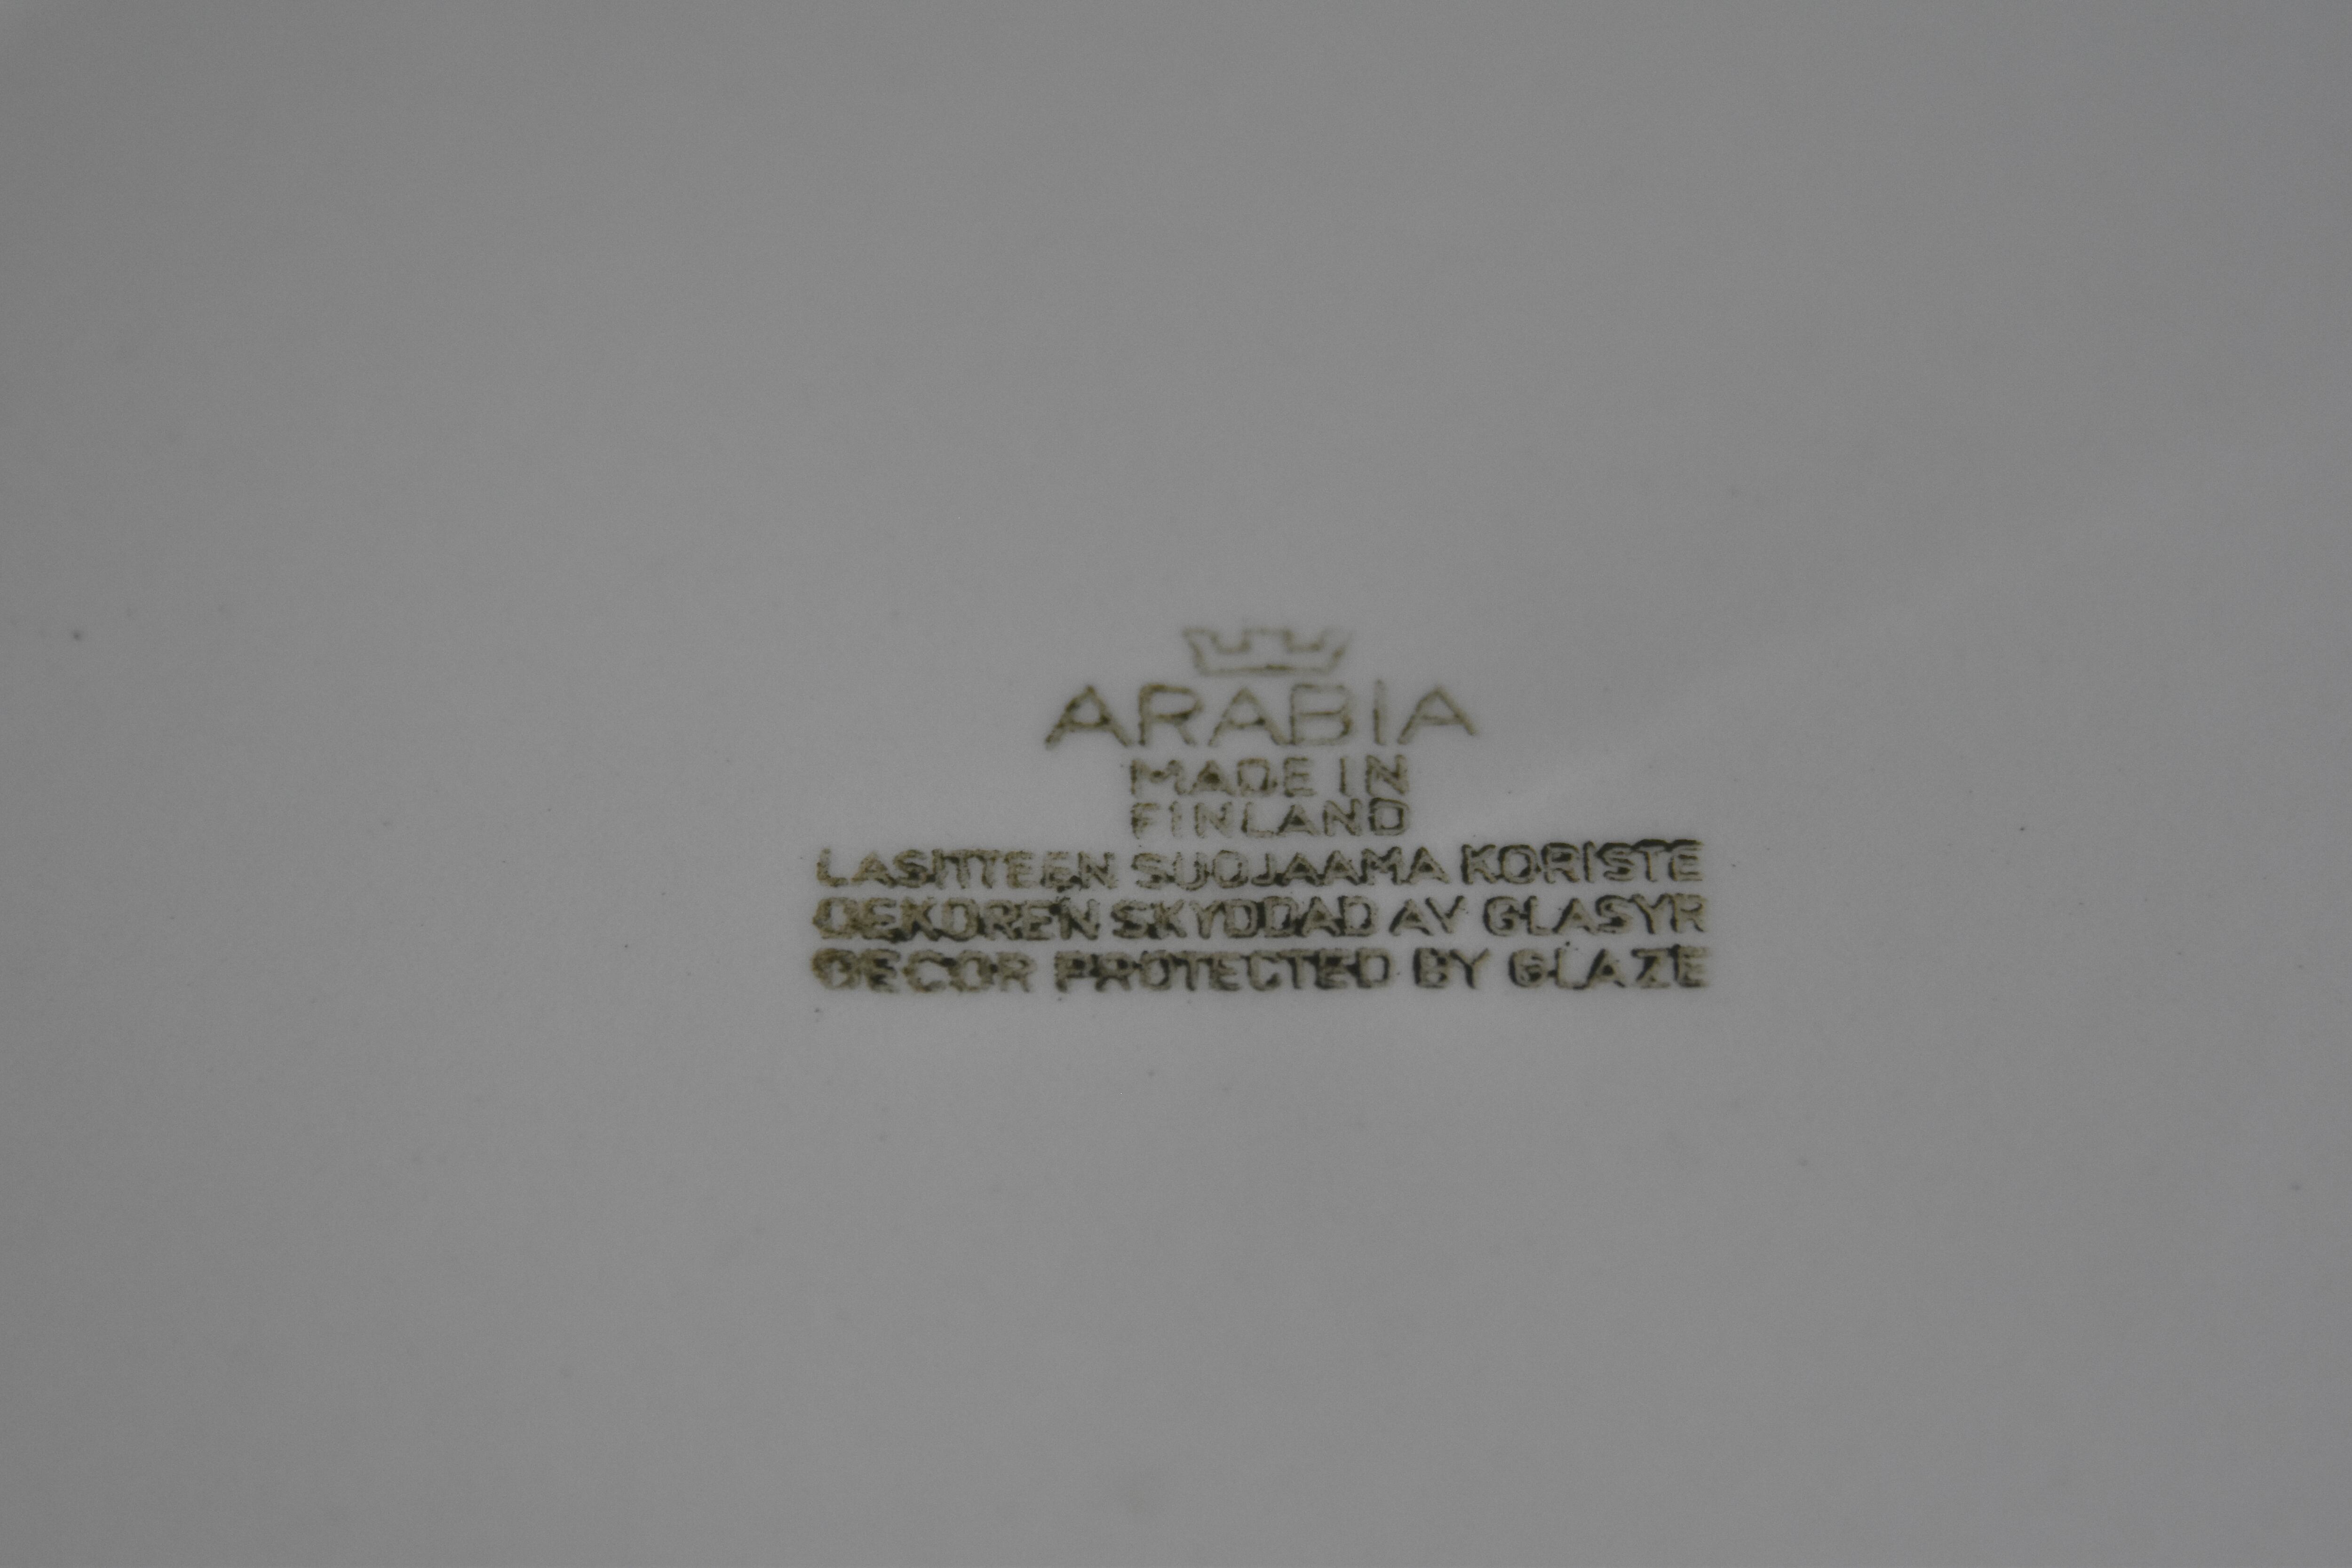 ARABIA
MADE IN
FINLAND
LASITTEEN SUOJAAMA KORISTE
DEKOREN SKYDDAD AV GLASYR
DECOR PROTECTED BY GLAZE